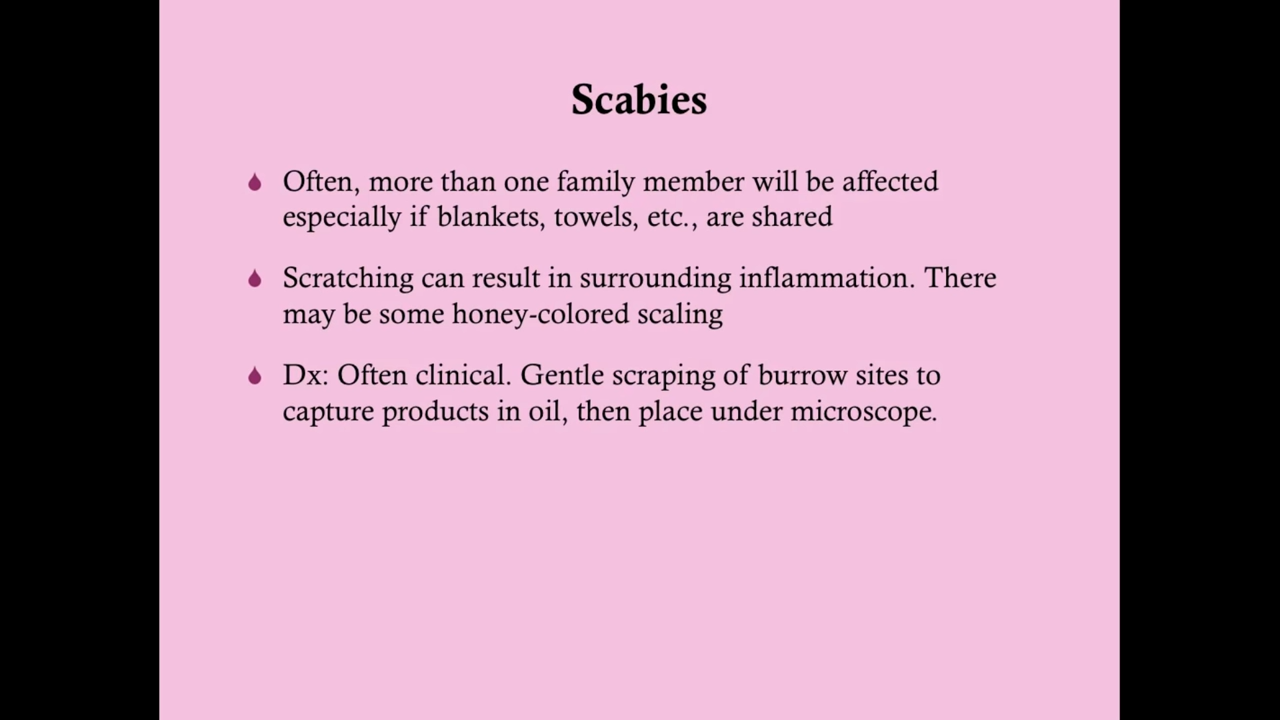 Scabies
Often, more than one family member will be affected
especially if blankets, towels, etc., are shared
Scratching can result in surrounding inflammation. There
may be some honey-colored scaling
Dx: Often clinical. Gentle scraping of burrow sites to
capture products in oil, then place under microscope.